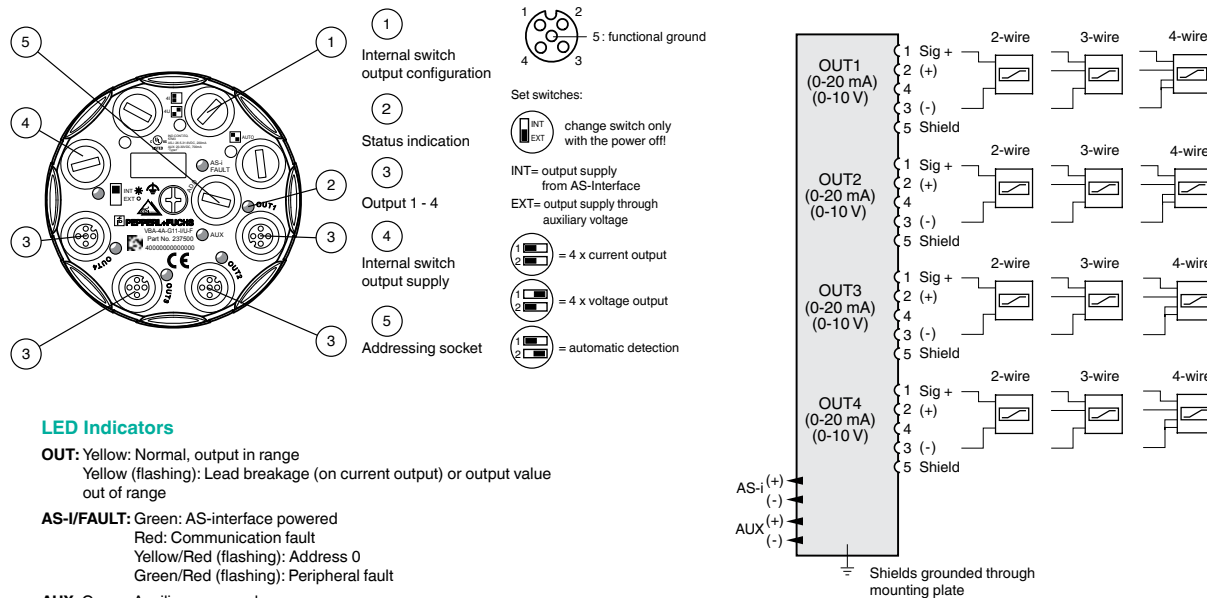 5
1
4
2
3
3
3
3
AS-i
FAULT
INT
EXT
OUT1
PEPPERL+FUCHS
VBA-4A-G11-I/U-F
Part No. 237500
40000000000000
AUX
AUTO
OUT4
OUT2
OUT3
CE
1
Internal switch
output configuration
2
Status indication
3
Output 1 - 4
4
Internal switch
output supply
5
Addressing socket
1 2
4 3
5: functional ground
Set switches:
INT
EXT
change switch only
with the power off!
INT= output supply
from AS-Interface
EXT= output supply through
auxiliary voltage
1
2
= 4 x current output
1
2
= 4 x voltage output
1
2
= automatic detection
OUT1
(0-20 mA)
(0-10 V)
1 Sig +
2 (+)
4
3 (-)
5 Shield
2-wire 3-wire 4-wire
OUT2
(0-20 mA)
(0-10 V)
1 Sig +
2 (+)
4
3 (-)
5 Shield
2-wire 3-wire 4-wire
OUT3
(0-20 mA)
(0-10 V)
1 Sig +
2 (+)
4
3 (-)
5 Shield
2-wire 3-wire 4-wire
OUT4
(0-20 mA)
(0-10 V)
1 Sig +
2 (+)
4
3 (-)
5 Shield
2-wire 3-wire 4-wire
AS-i (+)
(-)
AUX (+)
(-)
Shields grounded through
mounting plate
LED Indicators
OUT: Yellow: Normal, output in range
Yellow (flashing): Lead breakage (on current output) or output value
out of range
AS-I/FAULT: Green: AS-interface powered
Red: Communication fault
Yellow/Red (flashing): Address 0
Green/Red (flashing): Peripheral fault